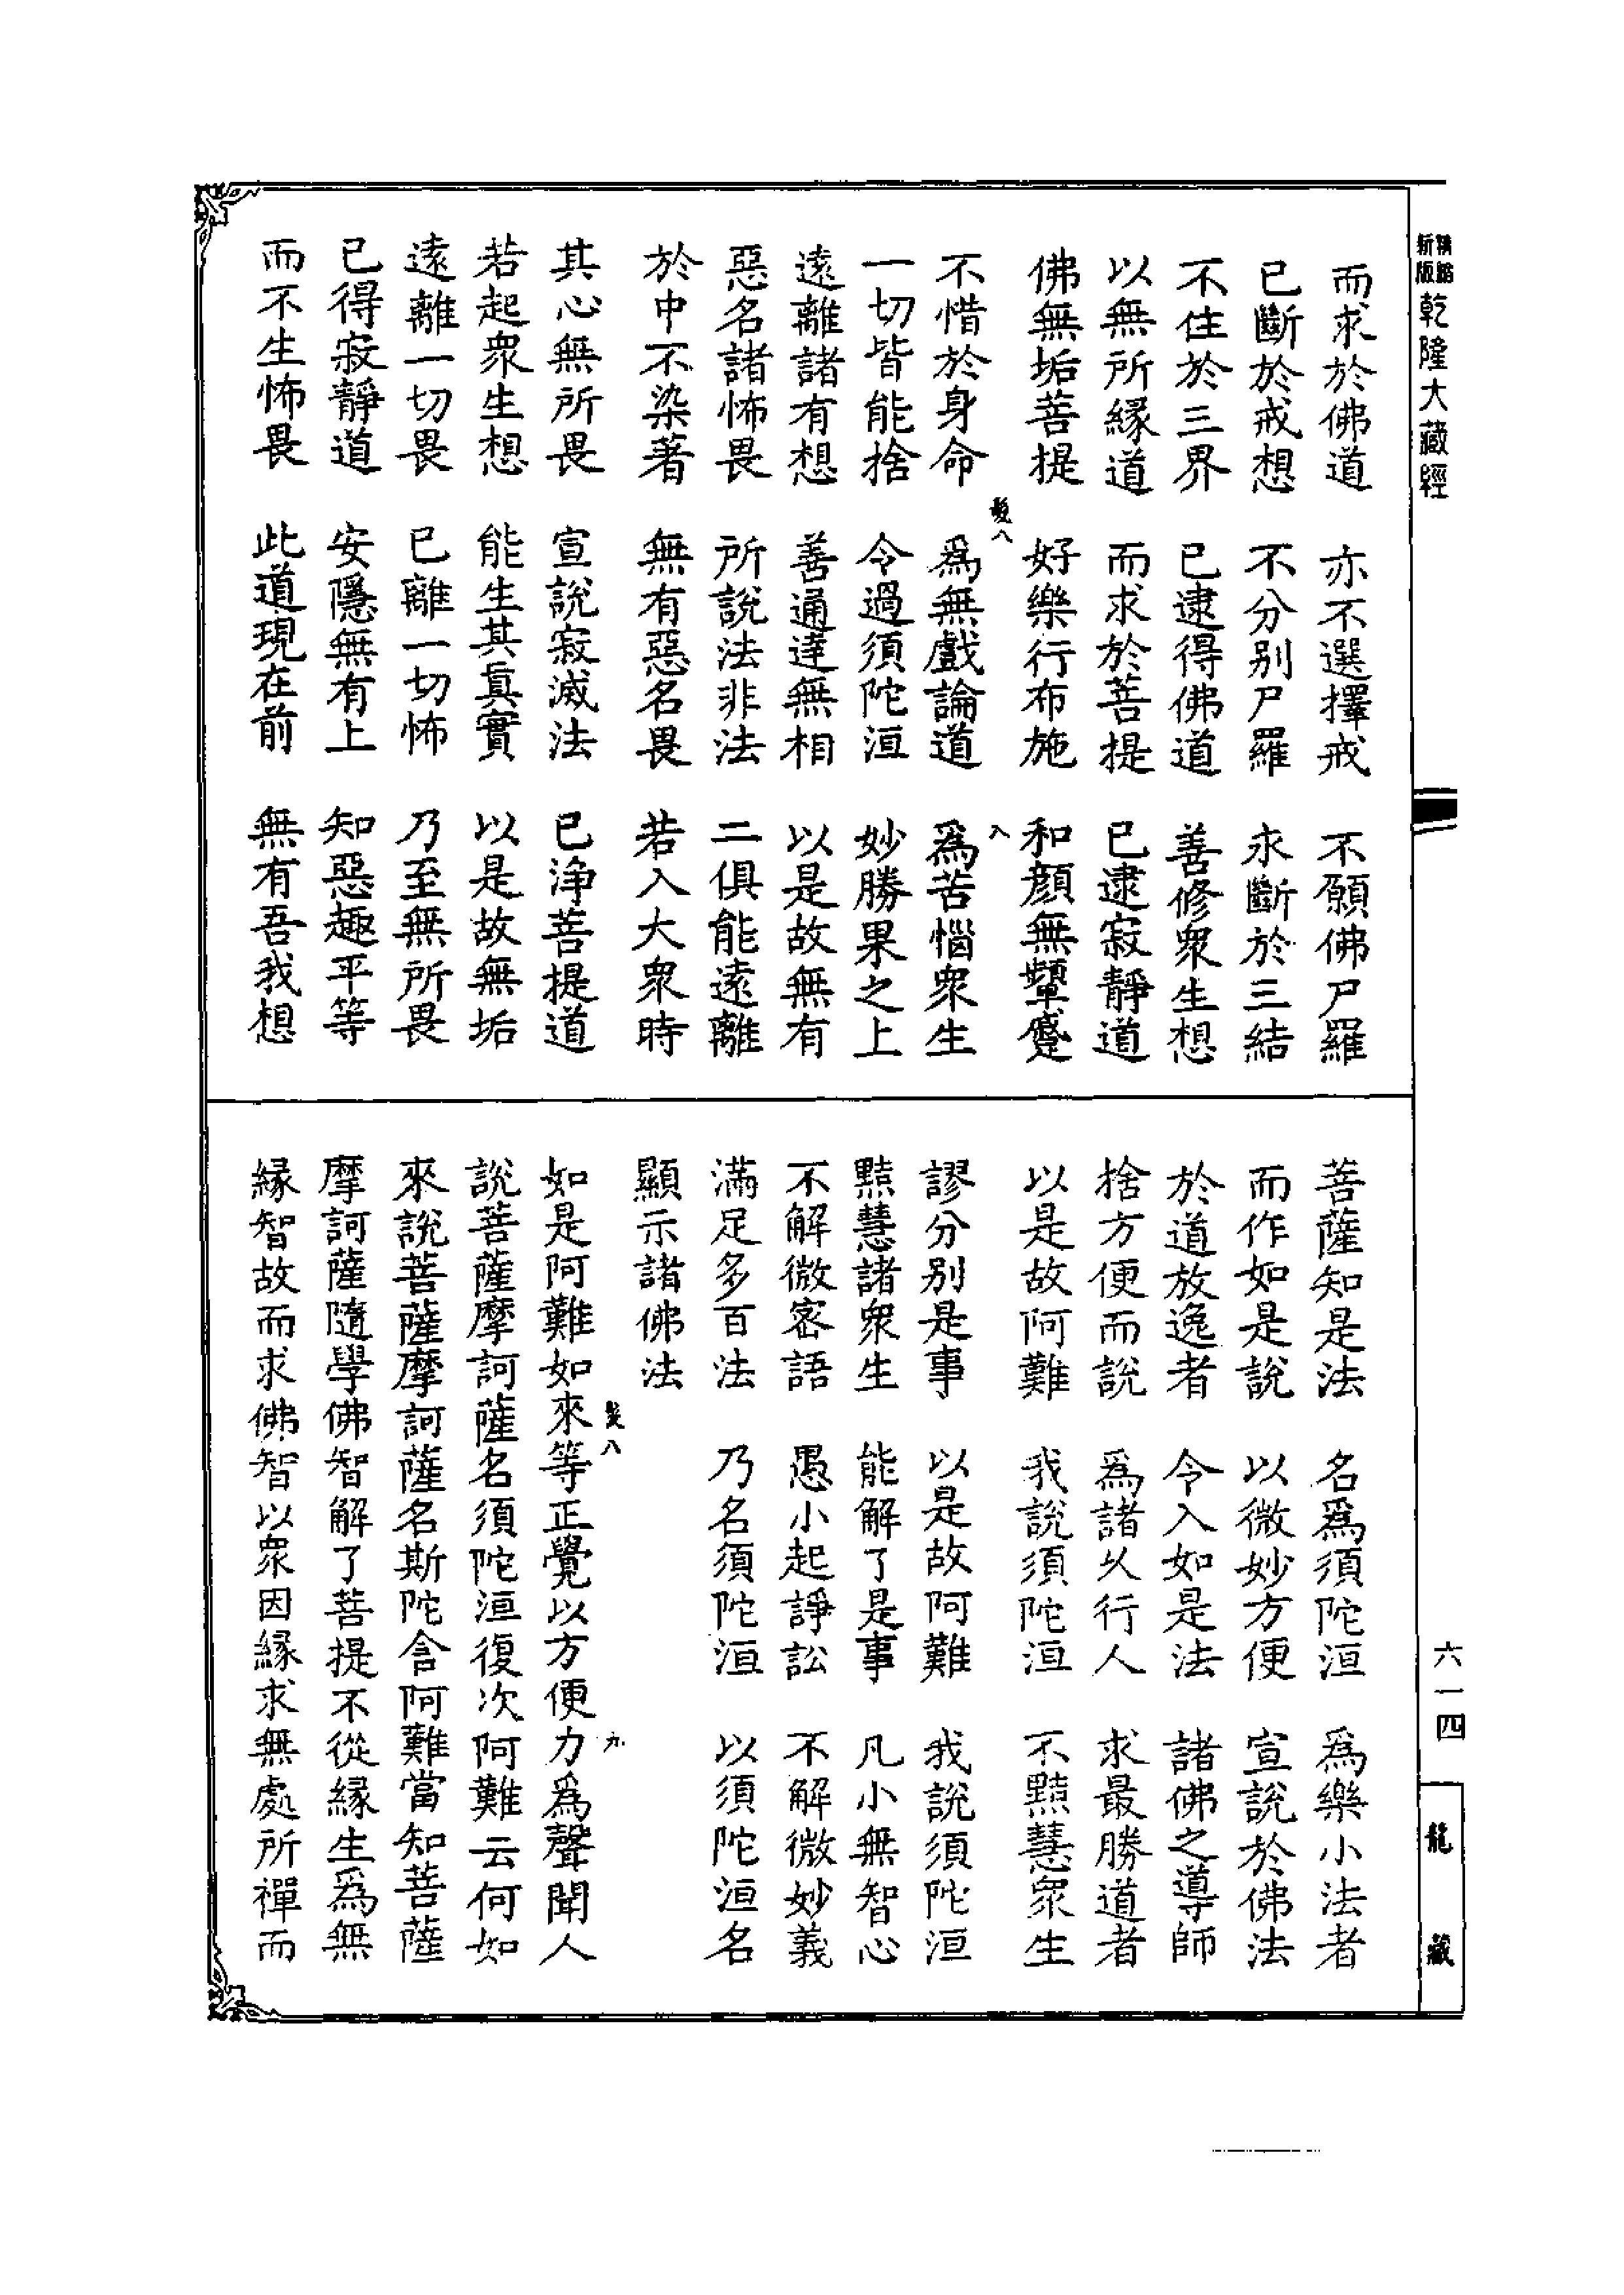 新版精縮乾隆大藏經
而求於佛道　亦不選擇戒　不願佛尸羅
已斷於戒想　不分別尸羅　永斷於三結
不住於三界　已逮得佛道　善修衆生想
以無所縁道　而求於菩提　已逮寂靜道
佛無垢菩提　好樂行布施　和顔無顰蹙
髮八　八
不惜於身命　爲無戲論道　爲苦惱衆生
一切皆能捨　令過須陀洹　妙勝果之上
遠離諸有想　善通達無相　以是故無有
惡名諸怖畏　所說法非法　二俱能遠離
於中不染著　無有惡名畏　若入大衆時
其心無所畏　宣說寂滅法　已淨菩提道
若起衆生想　能生其眞實　以是故無垢
遠離一切畏　已離一切怖　乃至無所畏
已得寂靜道　安隱無有上　知惡趣平等
而不生怖畏　此道現在前　無有吾我想
菩薩知是法　名爲須陀洹　爲樂小法者
而作如是說　以微妙方便　宣說於佛法
於道放逸者　令入如是法　諸佛之導師
捨方便而說　爲諸久行人　求最勝道者
以是故阿難　我說須陀洹　不黠慧衆生
謬分別是事　以是故阿難　我說須陀洹
黠慧諸衆生　能解了是事　凡小無智心
不解微密語　愚小起諍訟　不解微妙義
滿足多百法　乃名須陀洹　以須陀洹名
顯示諸佛法
髮八　九
如是阿難如來等正覺以方便力爲聲聞人
說菩薩摩訶薩名須陀洹復次阿難云何如
來說菩薩摩訶薩名斯陀含阿難當知菩薩
摩訶薩隨學佛智解了菩提不從緣生爲無
縁智故而求佛智以衆因縁求無處所禪而
六一四
龍藏